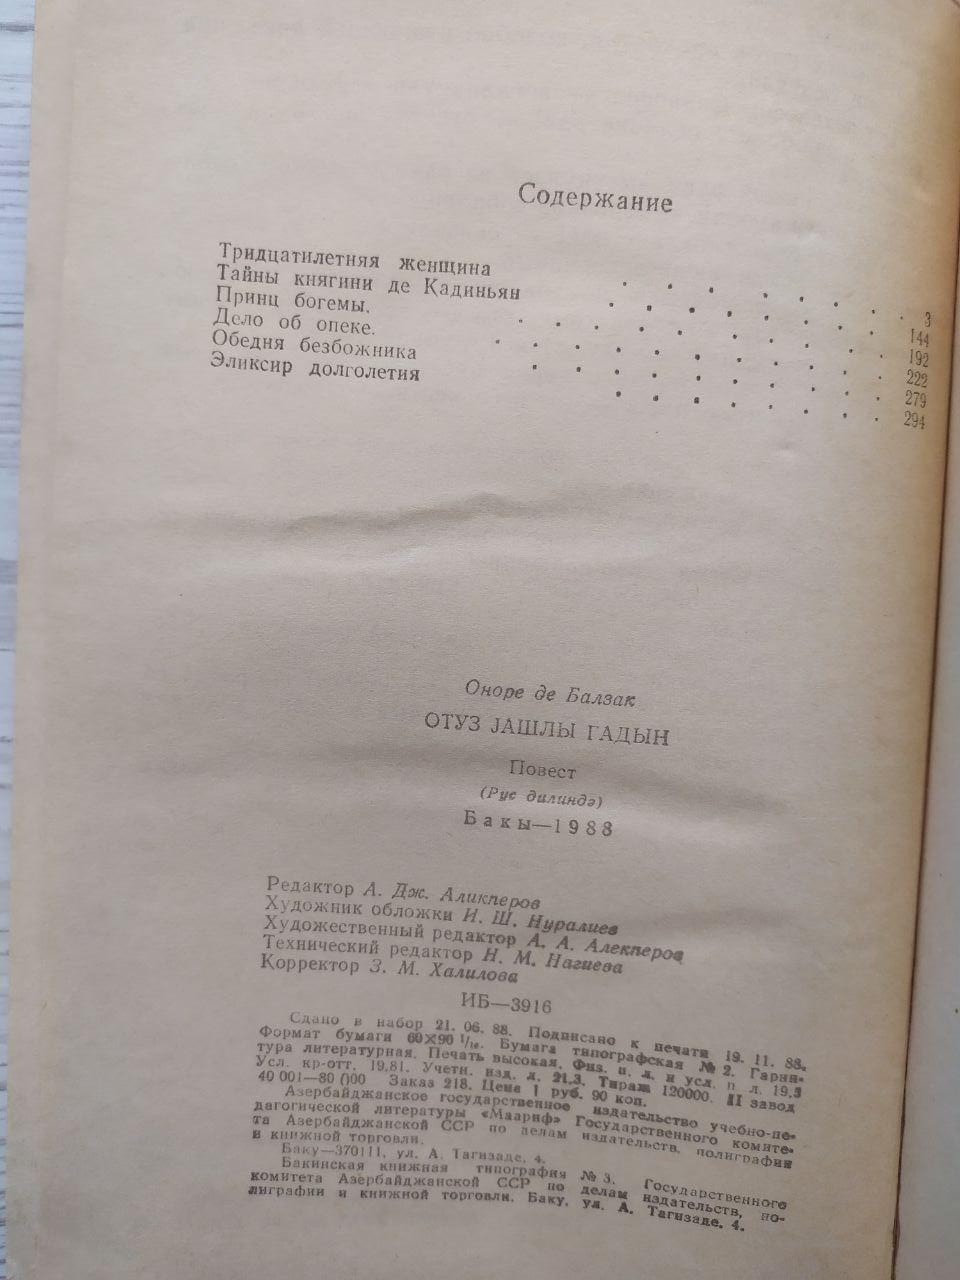 Содержание
Тридцатилетняя женщина . . . . . . . 3
Тайны княгини де Кадиньян . . . . . . . 144
Принц богемы. . . . . . . . . . 192
Дело об опеке. . . . . . . . . . 222
Обедня безбожника . . . . . . . . . 279
Эликсир долголетия . . . . . . . 294
Оноре де Балзак
ОТУЗ ЈАШЛЫ ГАДЫН
Повест
(Рус дилиндә)
Бакы—1988
Редактор А. Дж. Аликперов
Художник обложки И. Ш. Нуралиев
Художественный редактор А. А. Алекперов
Технический редактор Н. М. Нагиева
Корректор З. М. Халилова
ИБ—3916
Сдано в набор 21. 06. 88. Подписано к печати 19. 11. 88.
Формат бумаги 60×90 1/16. Бумага типографская № 2. Гарни-
тура литературная. Печать высокая. Физ. п. л. и усл. п л. 19,3
Усл. кр-отт. 19,81. Учетн. изд. л. 21,3. Тираж 120000. II завод
40 001—80 000 Заказ 218. Цена 1 руб. 90 коп.
Азербайджанское государственное издательство учебно-пе-
дагогической литературы «Маариф» Государственного комите-
та Азербайджанской ССР по делам издательств, полиграфии
и книжной торговли.
Баку—370111, ул. А. Тагизаде, 4.
Бакинская книжная типография № 3. Государственного
комитета Азербайджанской ССР по делам издательств, по-
лиграфии и книжной торговли. Баку, ул. А. Тагизаде. 4.